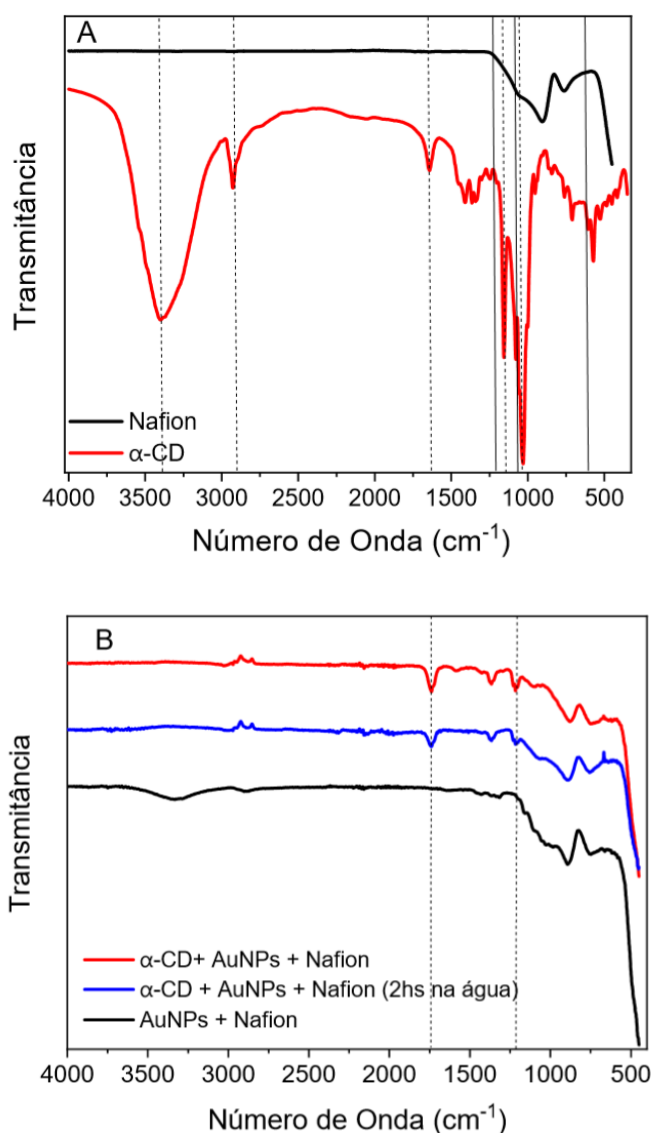 A
Transmitância
Nafion
α-CD
4000 3500 3000 2500 2000 1500 1000 500
Número de Onda (cm⁻¹)
B
Transmitância
α-CD+ AuNPs + Nafion
α-CD + AuNPs + Nafion (2hs na água)
AuNPs + Nafion
4000 3500 3000 2500 2000 1500 1000 500
Número de Onda (cm⁻¹)